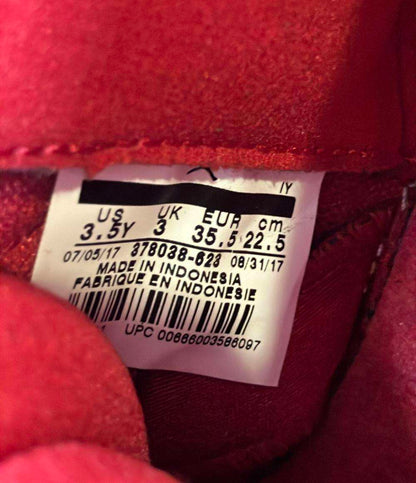 IY
US UK EUR cm
3.5Y 3 35.5 22.5
07/05/17 378038-623 08/31/17
MADE IN INDONESIA
FABRIQUE EN INDONESIE
1 UPC 00666003586097